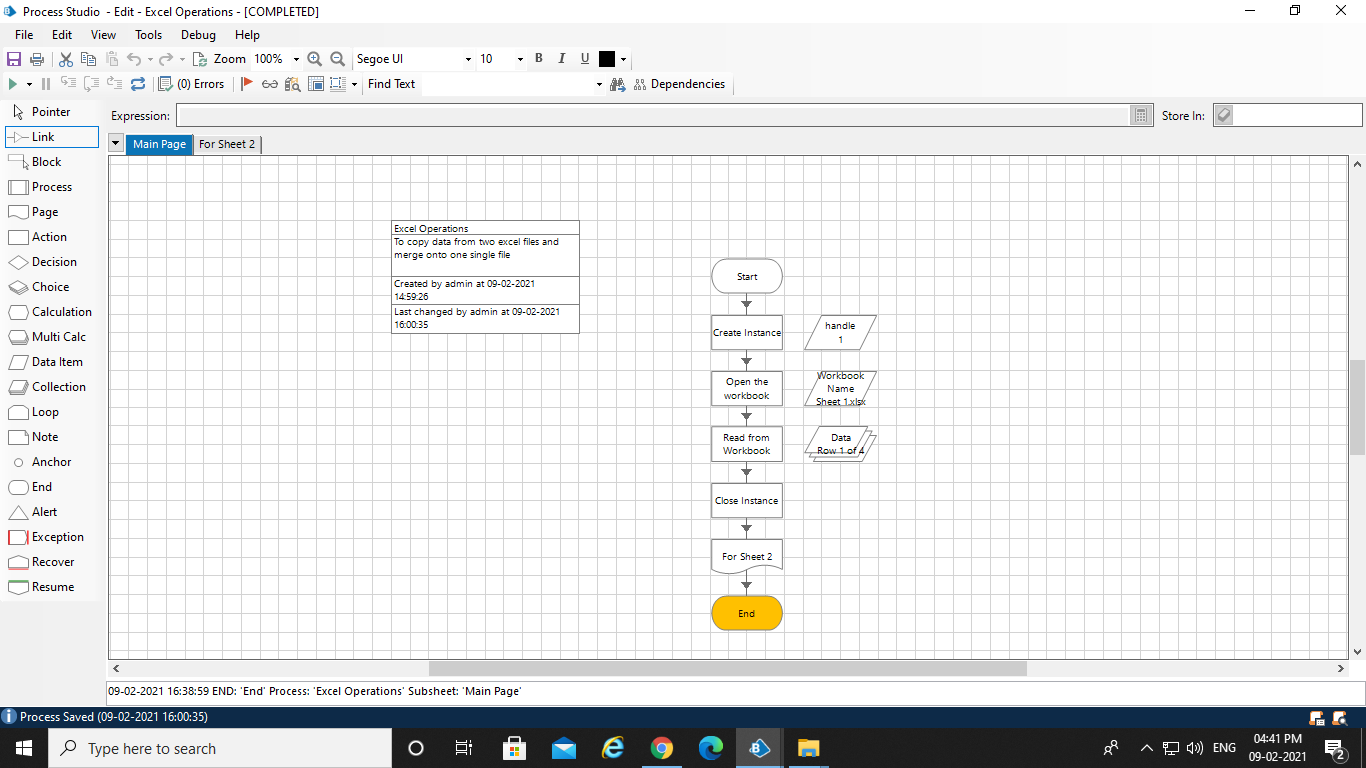 Process Studio - Edit - Excel Operations - [COMPLETED]
File Edit View Tools Debug Help
Zoom 100% Segoe UI 10 B I U
(0) Errors Find Text Dependencies
Pointer
Link
Block
Process
Page
Action
Decision
Choice
Calculation
Multi Calc
Data Item
Collection
Loop
Note
Anchor
End
Alert
Exception
Recover
Resume
Expression: Store In:
Main Page For Sheet 2
Excel Operations
To copy data from two excel files and
merge onto one single file
Created by admin at 09-02-2021
14:59:26
Last changed by admin at 09-02-2021
16:00:35
Start
Create Instance
handle
1
Open the
workbook
Workbook
Name
Sheet 1.xlsx
Read from
Workbook
Data
Row 1 of 4
Close Instance
For Sheet 2
End
09-02-2021 16:38:59 END: 'End' Process: 'Excel Operations' Subsheet: 'Main Page'
Process Saved (09-02-2021 16:00:35)
Type here to search
ENG
04:41 PM
09-02-2021
2